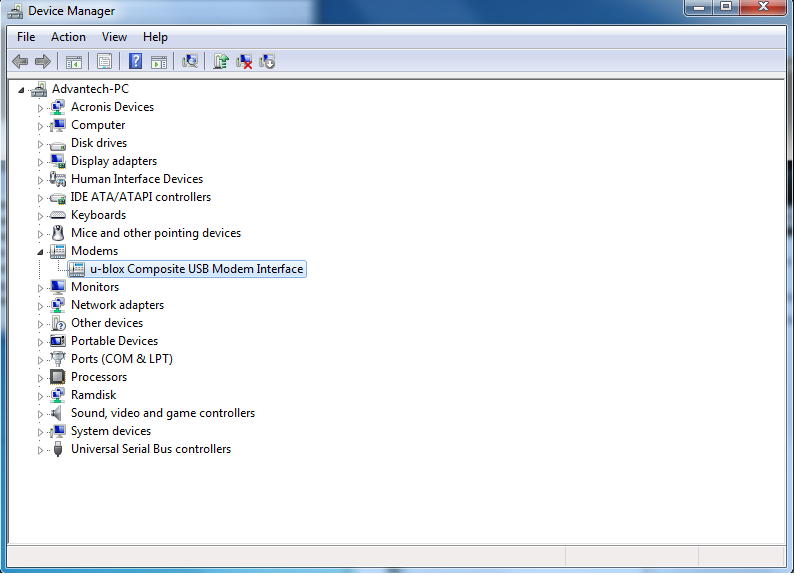 Device Manager
File Action View Help
Advantech-PC
Acronis Devices
Computer
Disk drives
Display adapters
Human Interface Devices
IDE ATA/ATAPI controllers
Keyboards
Mice and other pointing devices
Modems
u-blox Composite USB Modem Interface
Monitors
Network adapters
Other devices
Portable Devices
Ports (COM & LPT)
Processors
Ramdisk
Sound, video and game controllers
System devices
Universal Serial Bus controllers